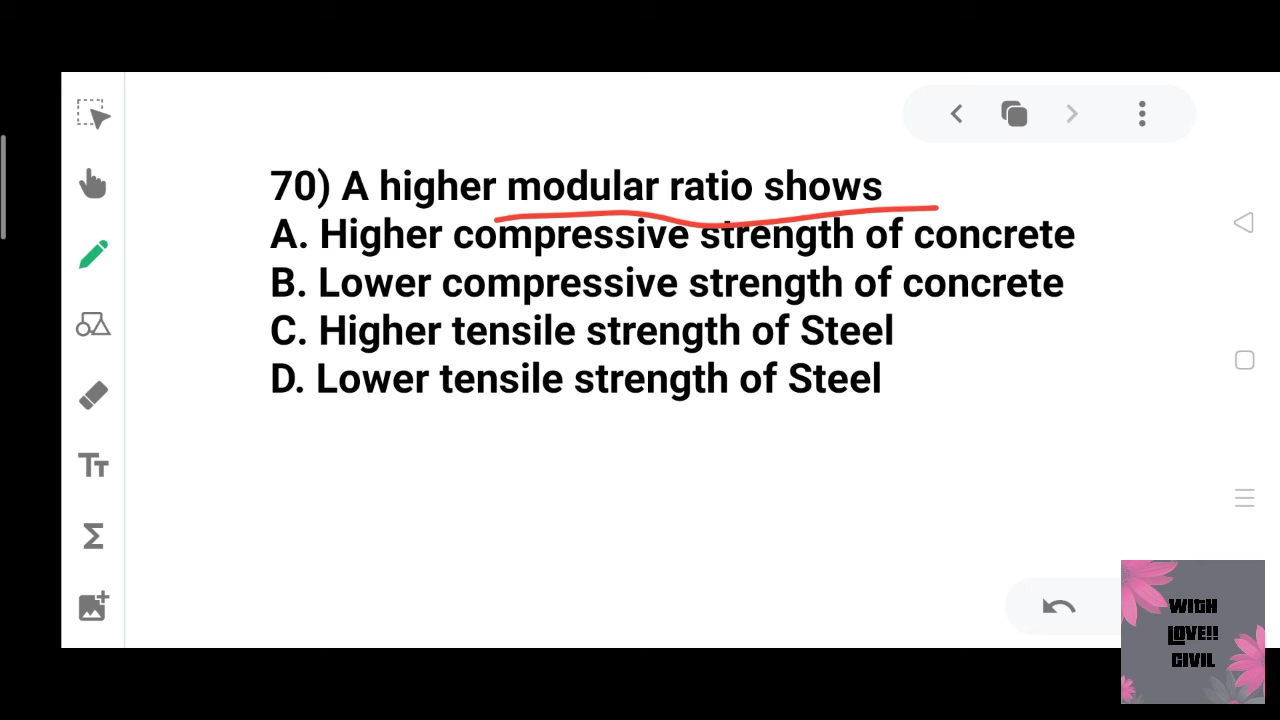 70) A higher modular ratio shows
A. Higher compressive strength of concrete
B. Lower compressive strength of concrete
C. Higher tensile strength of Steel
D. Lower tensile strength of Steel
Tт
Σ
WITH
LOVE!!
CIVIL